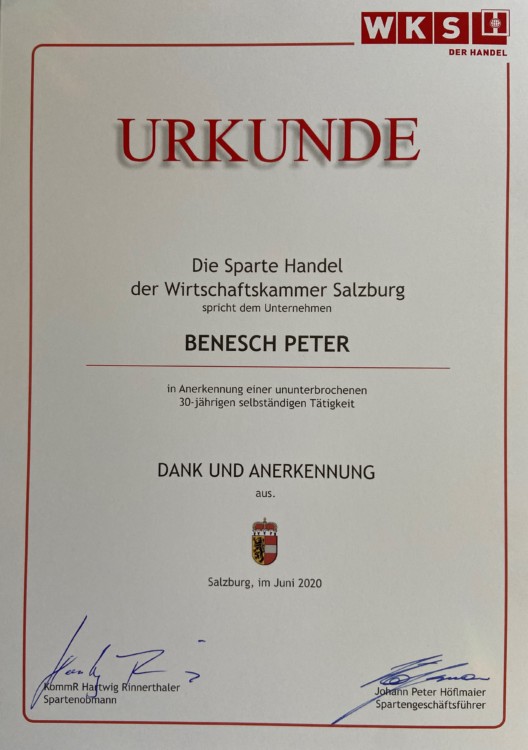 WKS
DER HANDEL
URKUNDE
Die Sparte Handel
der Wirtschaftskammer Salzburg
spricht dem Unternehmen
BENESCH PETER
in Anerkennung einer ununterbrochenen
30-jährigen selbständigen Tätigkeit
DANK UND ANERKENNUNG
aus.
Salzburg, im Juni 2020
KommR Hartwig Rinnerthaler
Spartenobmann
Johann Peter Höflmaier
Spartengeschäftsführer